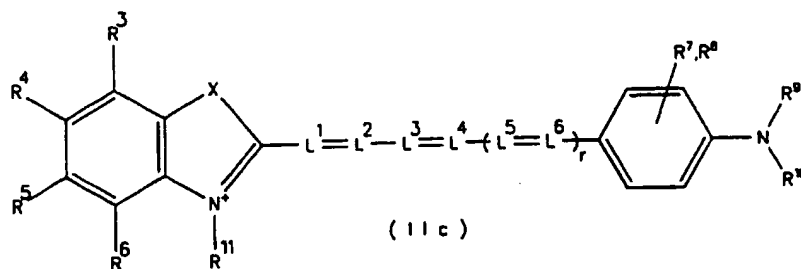 R³
R⁷,R⁸
R⁴ X R⁹
L¹=L²-L³=L⁴-(L⁵=L⁶)r N
R⁵ N⁺
R⁶ R¹¹
(IIc)